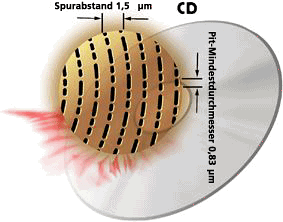 Spurabstand 1,5 µm
CD
Pit-Mindestdurchmesser 0,83 µm